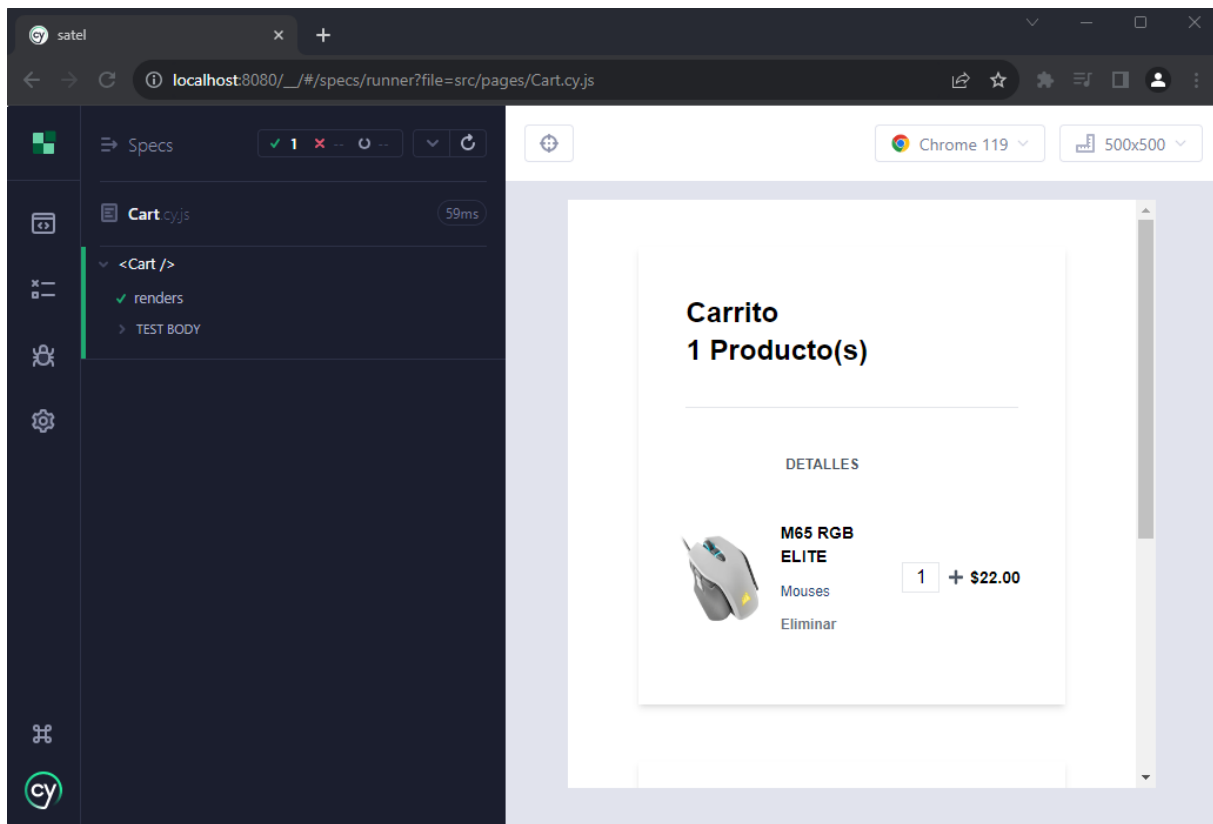 satel
localhost:8080/__/#/specs/runner?file=src/pages/Cart.cy.js
Specs
1
--
--
Chrome 119
500x500
Cart.cy.js
59ms
<Cart />
renders
TEST BODY
cy
Carrito
1 Producto(s)
DETALLES
M65 RGB
ELITE
Mouses
Eliminar
1 + $22.00